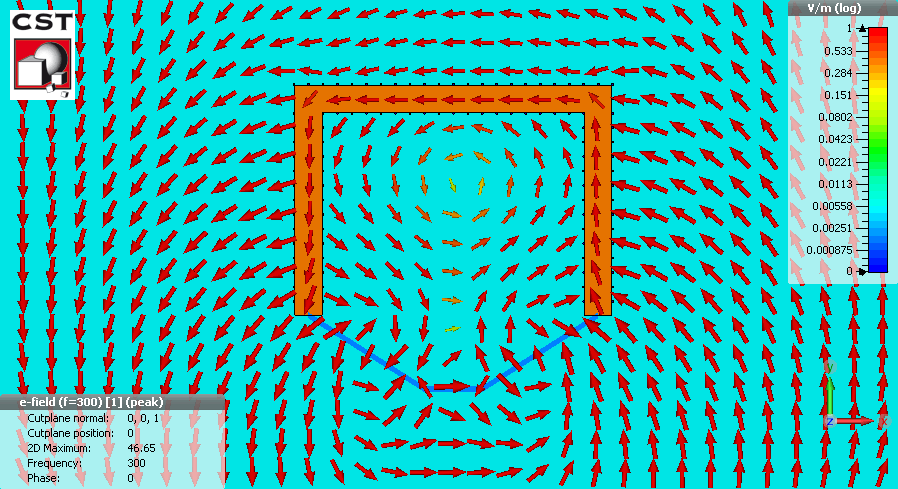 CST
V/m (log)
1
0.533
0.284
0.151
0.0802
0.0423
0.0221
0.0113
0.00558
0.00251
0.000875
0
y
z
x
e-field (f=300) [1] (peak)
Cutplane normal: 0, 0, 1
Cutplane position: 0
2D Maximum: 46.65
Frequency: 300
Phase: 0